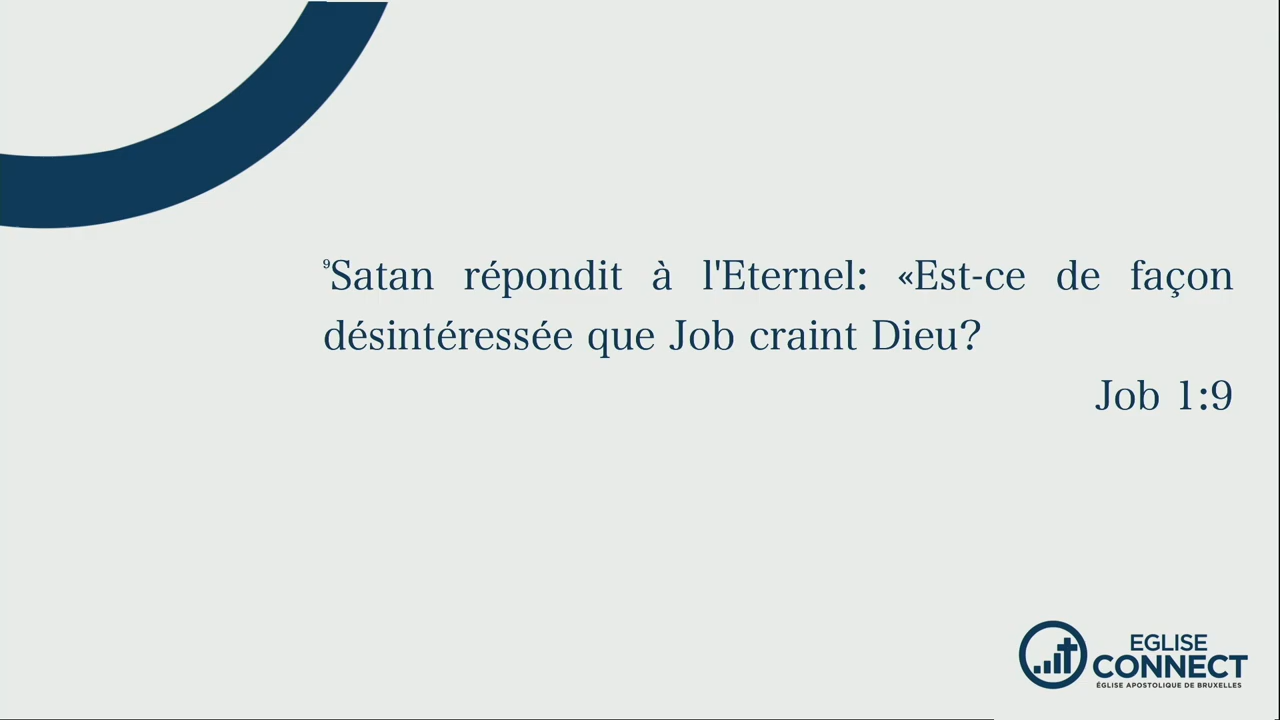 ⁹Satan répondit à l'Eternel: «Est-ce de façon
désintéressée que Job craint Dieu?
Job 1:9
EGLISE
CONNECT
ÉGLISE APOSTOLIQUE DE BRUXELLES